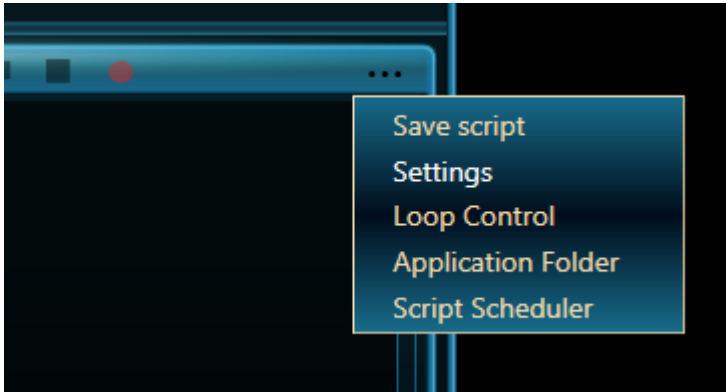 Save script
Settings
Loop Control
Application Folder
Script Scheduler